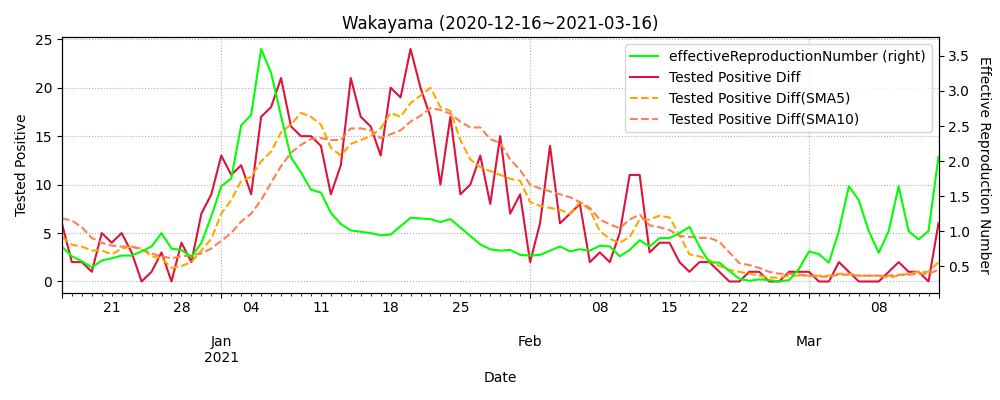 Wakayama (2020-12-16~2021-03-16)
effectiveReproductionNumber (right)
Tested Positive Diff
Tested Positive Diff(SMA5)
Tested Positive Diff(SMA10)
Tested Positive
25
20
15
10
5
0
Effective Reproduction Number
3.5
3.0
2.5
2.0
1.5
1.0
0.5
21 28 04 11 18 25 08 15 22 08
Jan Feb Mar
2021
Date